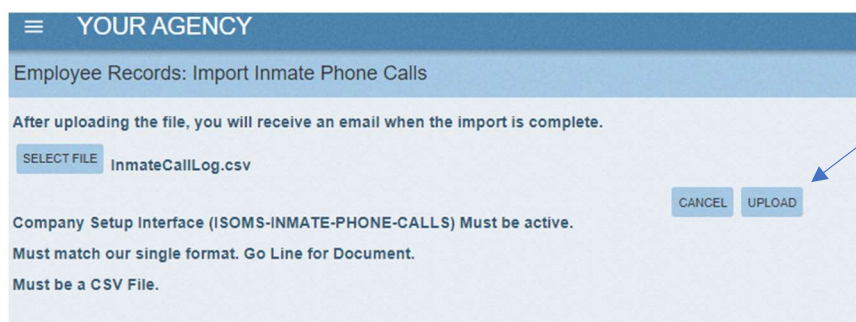 YOUR AGENCY
Employee Records: Import Inmate Phone Calls
After uploading the file, you will receive an email when the import is complete.
SELECT FILE InmateCallLog.csv
CANCEL UPLOAD
Company Setup Interface (ISOMS-INMATE-PHONE-CALLS) Must be active.
Must match our single format. Go Line for Document.
Must be a CSV File.